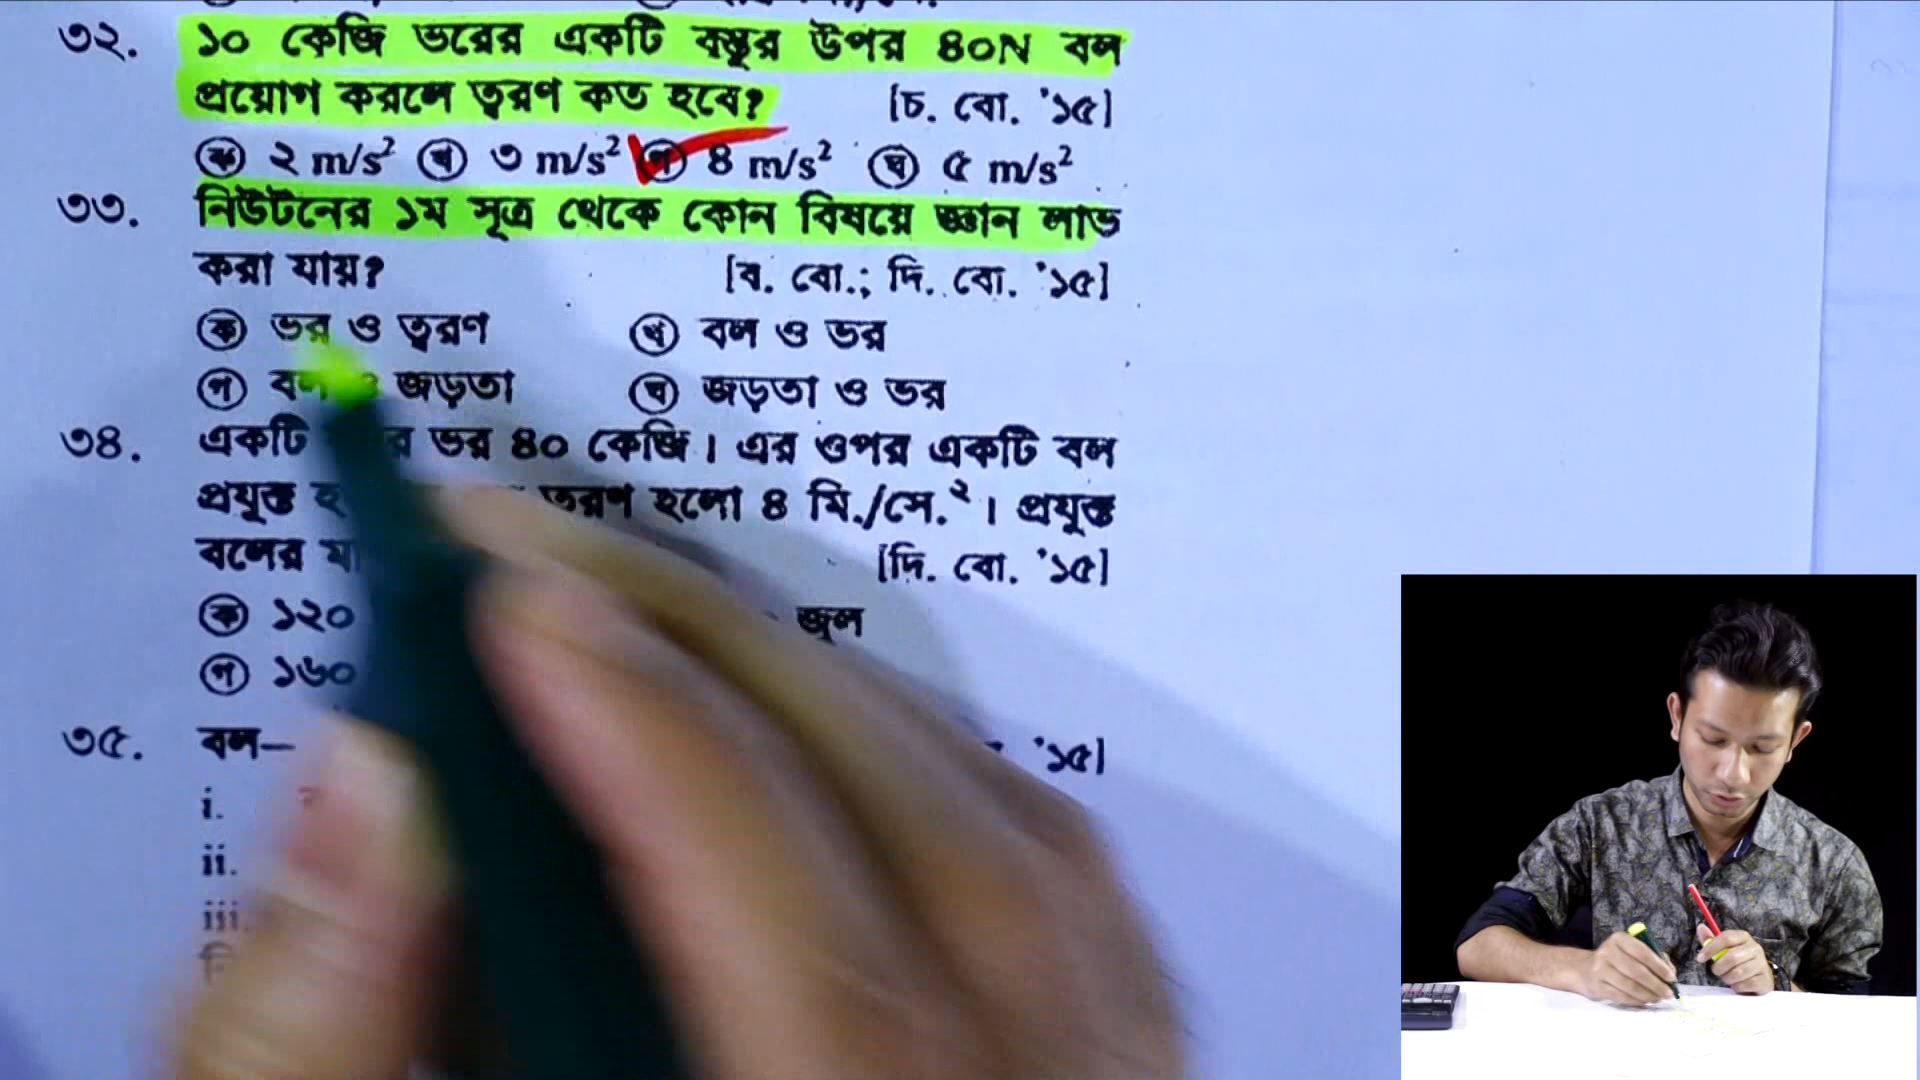 ৩২. ১০ কেজি ভরের একটি বস্তুর উপর ৪০N বল
প্রয়োগ করলে ত্বরণ কত হবে? [চ. বো. '১৫]
ক ২ m/s² খ ৩ m/s² গ ৪ m/s² ঘ ৫ m/s²
৩৩. নিউটনের ১ম সূত্র থেকে কোন বিষয়ে জ্ঞান লাভ
করা যায়? [ব. বো.; দি. বো. '১৫]
ক ভর ও ত্বরণ খ বল ও ভর
গ বল ও জড়তা ঘ জড়তা ও ভর
৩৪. একটি ভর ৪০ কেজি। এর ওপর একটি বল
প্রযুক্ত ত্বরণ হলো ৪ মি./সে.²। প্রযুক্ত
বলের [দি. বো. '১৫]
ক ১২০ জুল
গ ১৬০
৩৫. বল— '১৫]
i.
ii.
iii.